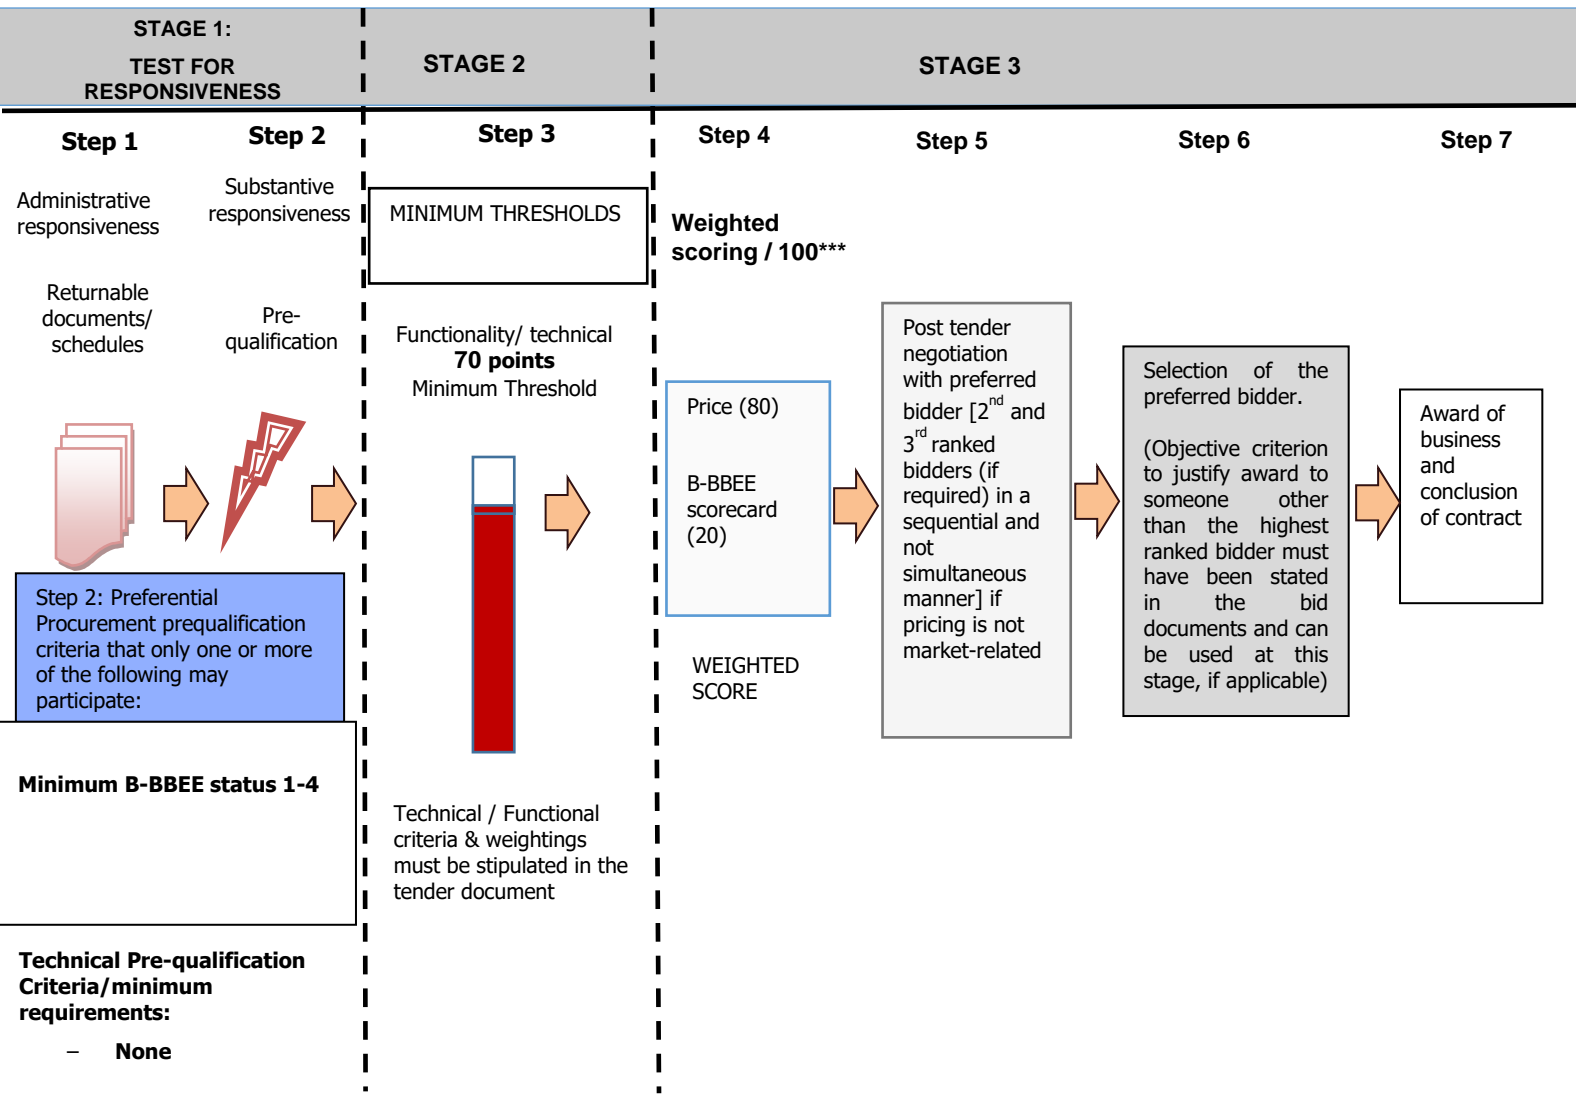 STAGE 1:
TEST FOR
RESPONSIVENESS
STAGE 2
STAGE 3
Step 1
Step 2
Step 3
Step 4
Step 5
Step 6
Step 7
Administrative
responsiveness
Substantive
responsiveness
MINIMUM THRESHOLDS
Weighted
scoring / 100***
Returnable
documents/
schedules
Pre-
qualification
Functionality/ technical
70 points
Minimum Threshold
Price (80)
B-BBEE
scorecard
(20)
WEIGHTED
SCORE
Post tender
negotiation
with preferred
bidder [2nd and
3rd ranked
bidders (if
required) in a
sequential and
not
simultaneous
manner] if
pricing is not
market-related
Selection of the
preferred bidder.
(Objective criterion
to justify award to
someone other
than the highest
ranked bidder must
have been stated
in the bid
documents and can
be used at this
stage, if applicable)
Award of
business
and
conclusion
of contract
Step 2: Preferential
Procurement prequalification
criteria that only one or more
of the following may
participate:
Minimum B-BBEE status 1-4
Technical / Functional
criteria & weightings
must be stipulated in the
tender document
Technical Pre-qualification
Criteria/minimum
requirements:
– None